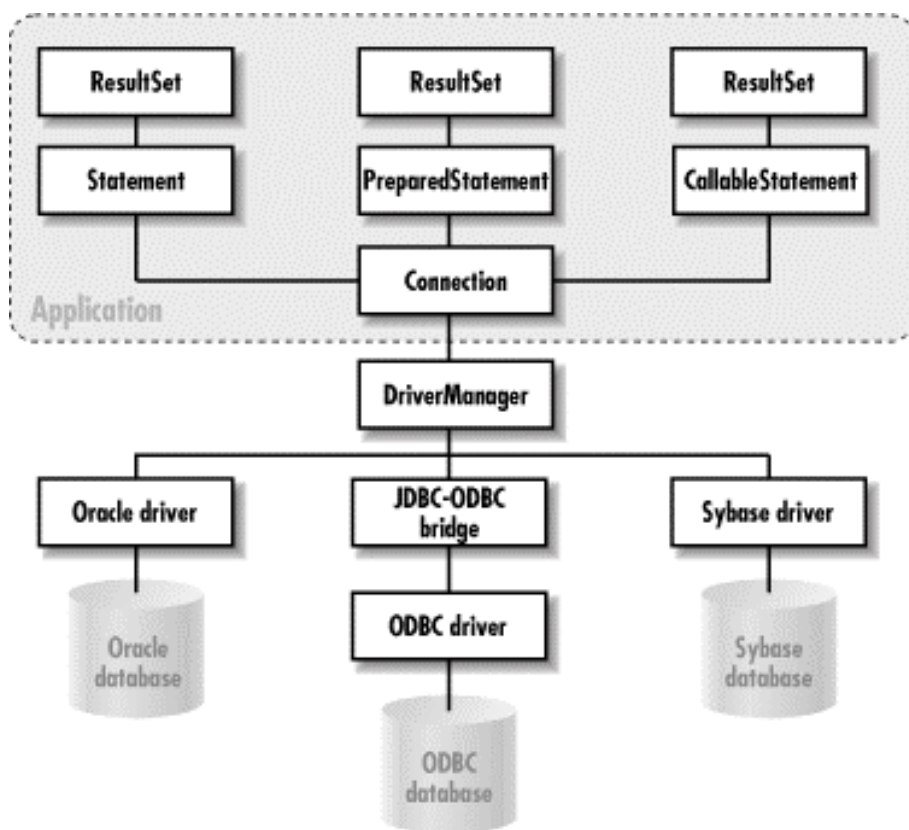 ResultSet
ResultSet
ResultSet
Statement
PreparedStatement
CallableStatement
Connection
Application
DriverManager
Oracle driver
JDBC-ODBC
bridge
Sybase driver
ODBC driver
Oracle
database
Sybase
database
ODBC
database